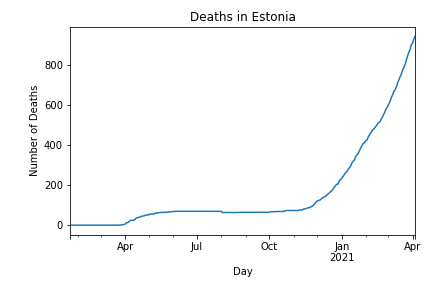 Deaths in Estonia
Number of Deaths
800
600
400
200
0
Apr
Jul
Oct
Jan
2021
Apr
Day